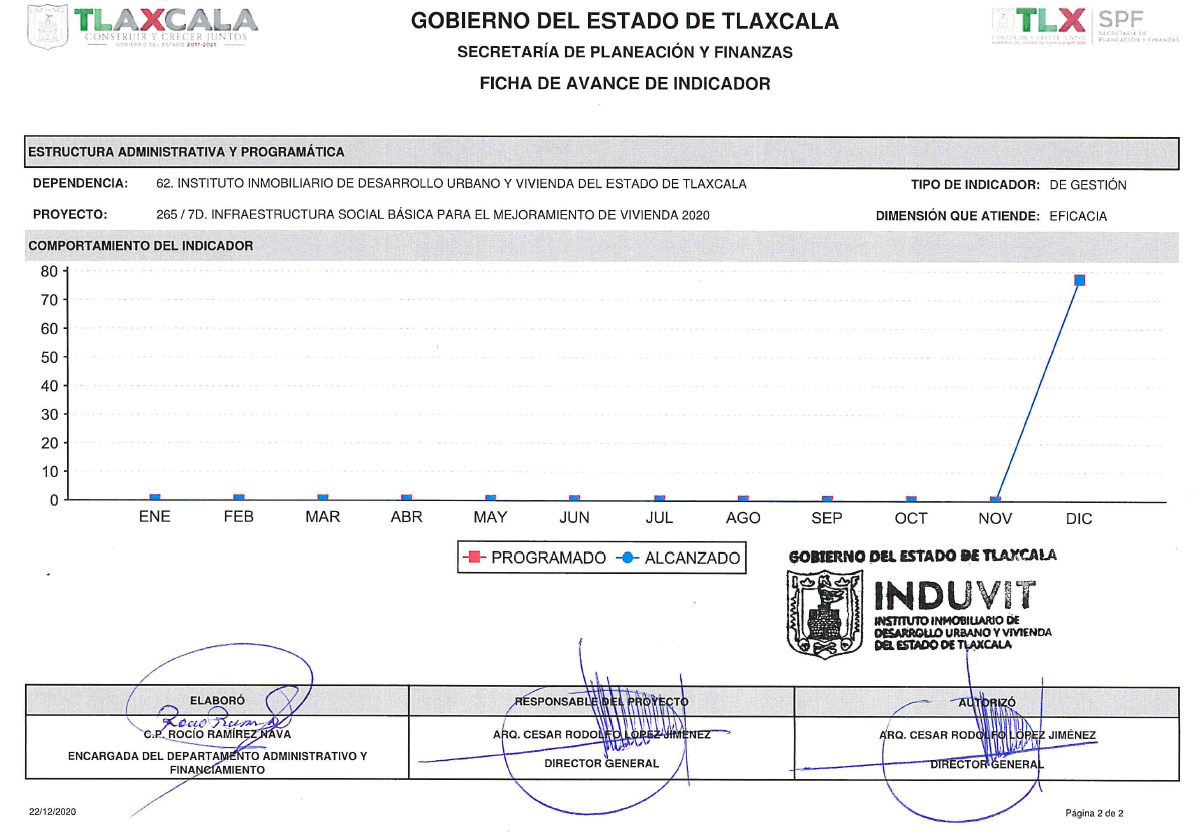 TLAXCALA
CONSTRUIR Y CRECER JUNTOS
GOBIERNO DEL ESTADO 2017-2021
GOBIERNO DEL ESTADO DE TLAXCALA
SECRETARÍA DE PLANEACIÓN Y FINANZAS
FICHA DE AVANCE DE INDICADOR
TLX SPF
CONSTRUIR Y CRECER JUNTOS
SECRETARÍA DE
PLANEACIÓN Y FINANZAS
ESTRUCTURA ADMINISTRATIVA Y PROGRAMÁTICA
DEPENDENCIA: 62. INSTITUTO INMOBILIARIO DE DESARROLLO URBANO Y VIVIENDA DEL ESTADO DE TLAXCALA TIPO DE INDICADOR: DE GESTIÓN
PROYECTO: 265 / 7D. INFRAESTRUCTURA SOCIAL BÁSICA PARA EL MEJORAMIENTO DE VIVIENDA 2020 DIMENSIÓN QUE ATIENDE: EFICACIA
COMPORTAMIENTO DEL INDICADOR
80
70
60
50
40
30
20
10
0
ENE FEB MAR ABR MAY JUN JUL AGO SEP OCT NOV DIC
PROGRAMADO ALCANZADO
GOBIERNO DEL ESTADO DE TLAXCALA
INDUVIT
INSTITUTO INMOBILIARIO DE
DESARROLLO URBANO Y VIVIENDA
DEL ESTADO DE TLAXCALA
ELABORÓ RESPONSABLE DEL PROYECTO AUTORIZÓ
C.P. ROCÍO RAMÍREZ NAVA ARQ. CESAR RODOLFO LÓPEZ JIMÉNEZ ARQ. CESAR RODOLFO LÓPEZ JIMÉNEZ
ENCARGADA DEL DEPARTAMENTO ADMINISTRATIVO Y
FINANCIAMIENTO
DIRECTOR GENERAL DIRECTOR GENERAL
22/12/2020 Página 2 de 2